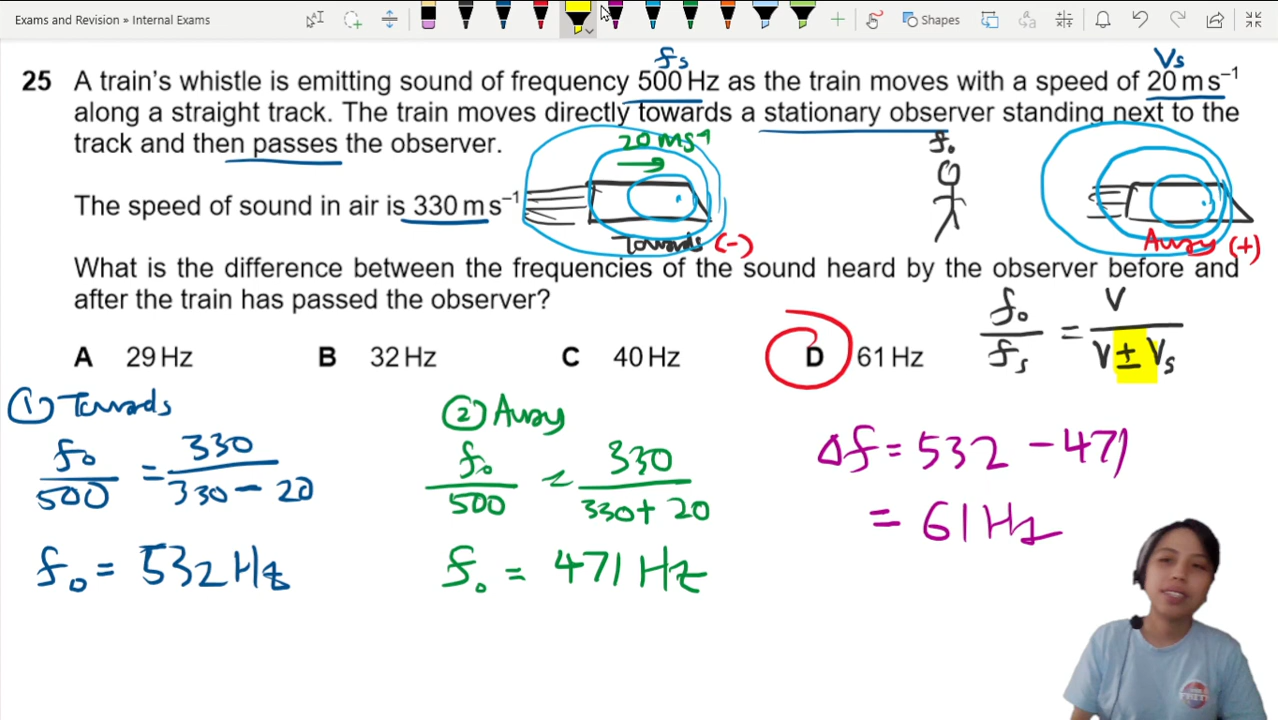 Exams and Revision » Internal Exams
Shapes
fs
Vs
25 A train's whistle is emitting sound of frequency 500 Hz as the train moves with a speed of 20 m s⁻¹
along a straight track. The train moves directly towards a stationary observer standing next to the
track and then passes the observer.
20 ms⁻¹
f₀
The speed of sound in air is 330 m s⁻¹
Towards (-)
Away (+)
What is the difference between the frequencies of the sound heard by the observer before and
after the train has passed the observer?
f₀/fs = V/(V ± Vs)
A 29 Hz B 32 Hz C 40 Hz D 61 Hz
① Towards
f₀/500 = 330/(330 - 20)
f₀ = 532 Hz
② Away
f₀/500 = 330/(330 + 20)
f₀ = 471 Hz
Δf = 532 - 471
= 61 Hz